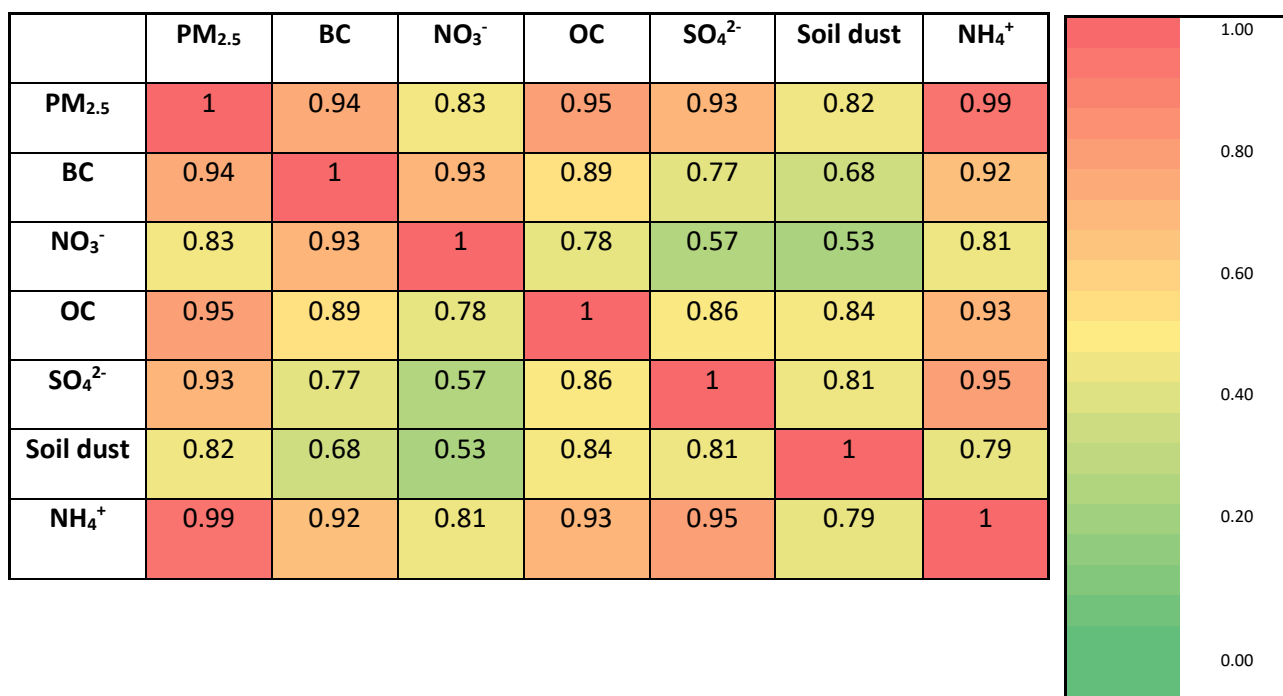 PM₂.₅ BC NO₃⁻ OC SO₄²⁻ Soil dust NH₄⁺
PM₂.₅ 1 0.94 0.83 0.95 0.93 0.82 0.99
BC 0.94 1 0.93 0.89 0.77 0.68 0.92
NO₃⁻ 0.83 0.93 1 0.78 0.57 0.53 0.81
OC 0.95 0.89 0.78 1 0.86 0.84 0.93
SO₄²⁻ 0.93 0.77 0.57 0.86 1 0.81 0.95
Soil dust 0.82 0.68 0.53 0.84 0.81 1 0.79
NH₄⁺ 0.99 0.92 0.81 0.93 0.95 0.79 1
1.00
0.80
0.60
0.40
0.20
0.00